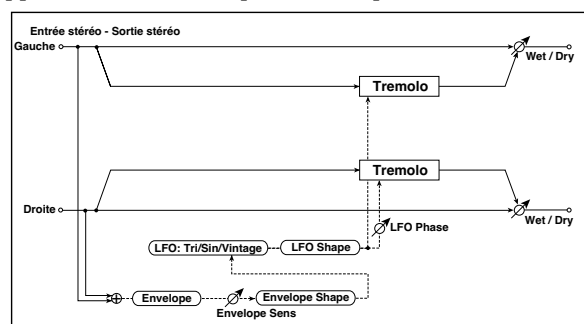 Entrée stéréo - Sortie stéréo
Gauche
Wet / Dry
Tremolo
Tremolo
Droite
Wet / Dry
LFO Phase
LFO: Tri/Sin/Vintage
LFO Shape
Envelope
Envelope Shape
Envelope Sens